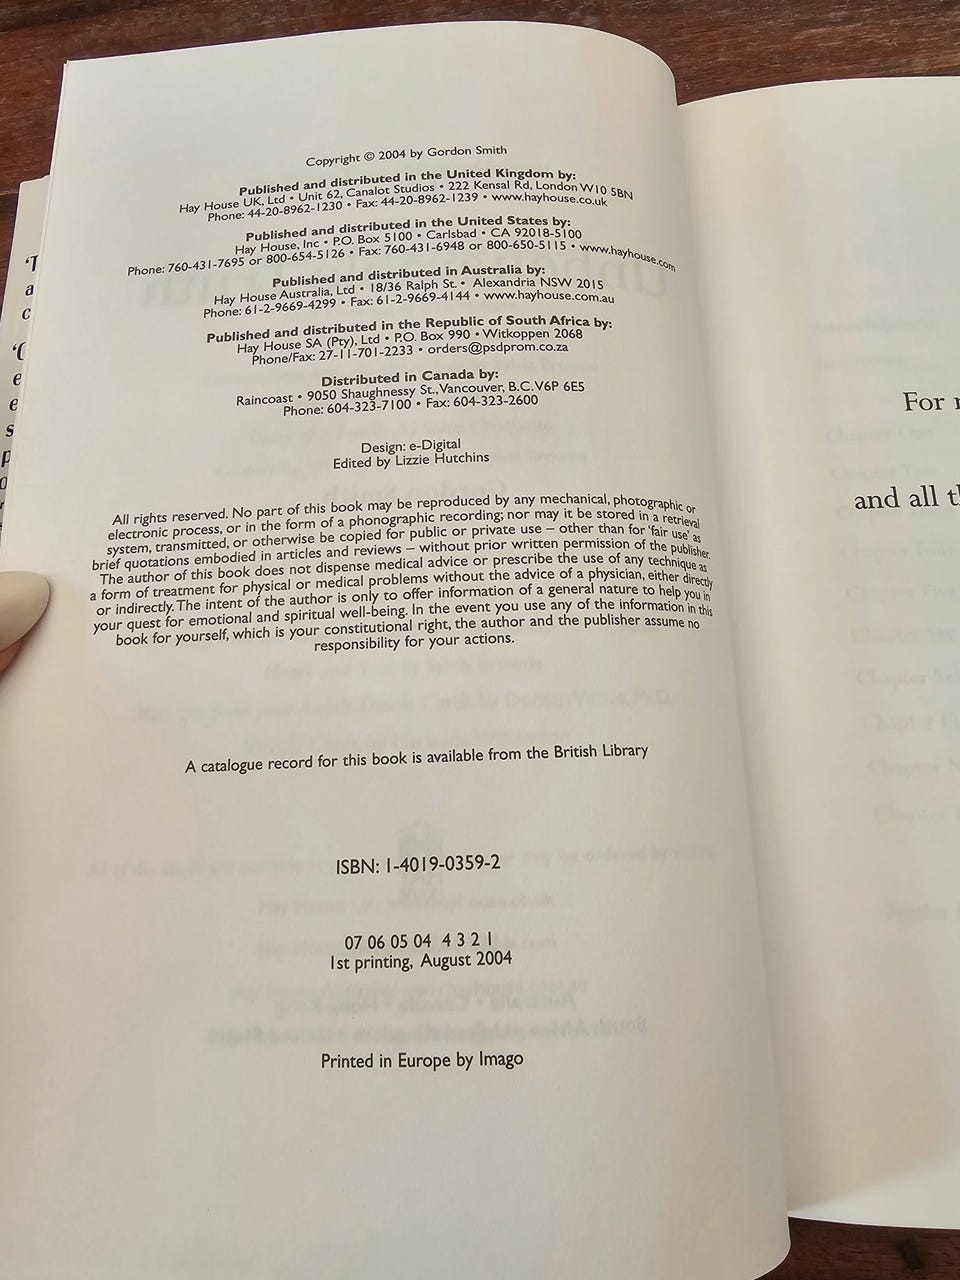 Copyright © 2004 by Gordon Smith
Published and distributed in the United Kingdom by:
Hay House UK, Ltd • Unit 62, Canalot Studios • 222 Kensal Rd, London W10 5BN
Phone: 44-20-8962-1230 • Fax: 44-20-8962-1239 • www.hayhouse.co.uk
Published and distributed in the United States by:
Hay House, Inc • P.O. Box 5100 • Carlsbad • CA 92018-5100
Phone: 760-431-7695 or 800-654-5126 • Fax: 760-431-6948 or 800-650-5115 • www.hayhouse.com
Published and distributed in Australia by:
Hay House Australia, Ltd • 18/36 Ralph St. • Alexandria NSW 2015
Phone: 61-2-9669-4299 • Fax: 61-2-9669-4144 • www.hayhouse.com.au
Published and distributed in the Republic of South Africa by:
Hay House SA (Pty), Ltd • P.O. Box 990 • Witkoppen 2068
Phone/Fax: 27-11-701-2233 • orders@psdprom.co.za
Distributed in Canada by:
Raincoast • 9050 Shaughnessy St., Vancouver, B.C. V6P 6E5
Phone: 604-323-7100 • Fax: 604-323-2600
Design: e-Digital
Edited by Lizzie Hutchins
All rights reserved. No part of this book may be reproduced by any mechanical, photographic or
electronic process, or in the form of a phonographic recording; nor may it be stored in a retrieval
system, transmitted, or otherwise be copied for public or private use – other than for 'fair use' as
brief quotations embodied in articles and reviews – without prior written permission of the publisher.
The author of this book does not dispense medical advice or prescribe the use of any technique as
a form of treatment for physical or medical problems without the advice of a physician, either directly
or indirectly. The intent of the author is only to offer information of a general nature to help you in
your quest for emotional and spiritual well-being. In the event you use any of the information in this
book for yourself, which is your constitutional right, the author and the publisher assume no
responsibility for your actions.
A catalogue record for this book is available from the British Library
ISBN: 1-4019-0359-2
07 06 05 04 4 3 2 1
1st printing, August 2004
Printed in Europe by Imago
For
and all